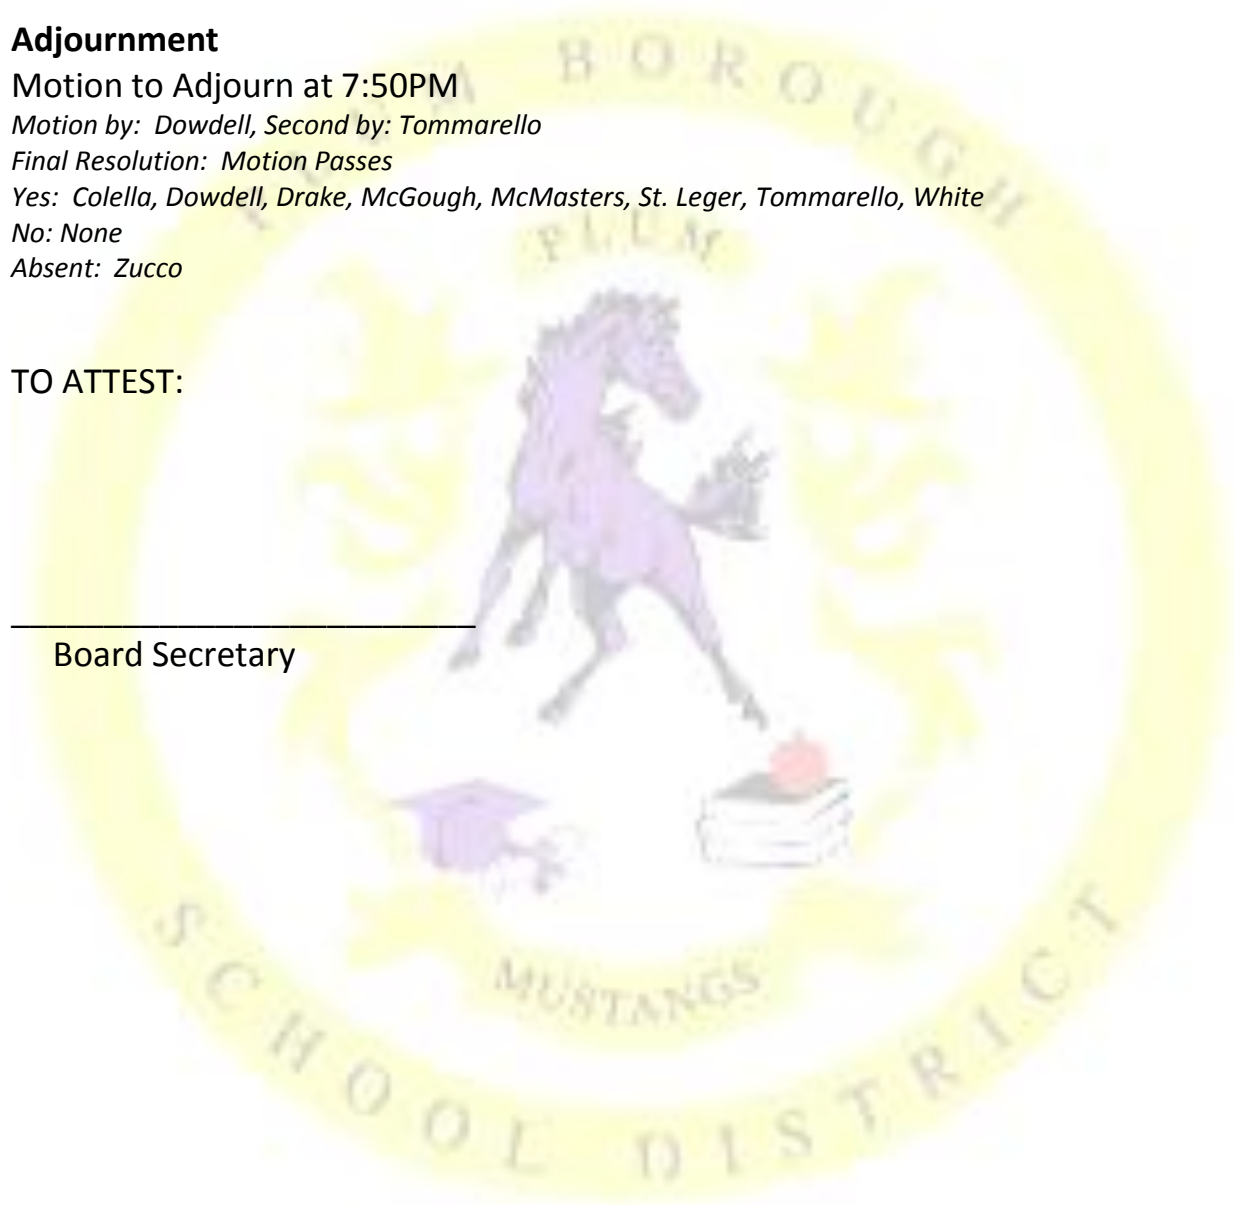 Adjournment
Motion to Adjourn at 7:50PM
Motion by:  Dowdell, Second by: Tommarello
Final Resolution:  Motion Passes
Yes:  Colella, Dowdell, Drake, McGough, McMasters, St. Leger, Tommarello, White
No: None
Absent:  Zucco
TO ATTEST:
_________________________
Board Secretary
PLUM BOROUGH
PLUM
MUSTANGS
SCHOOL DISTRICT